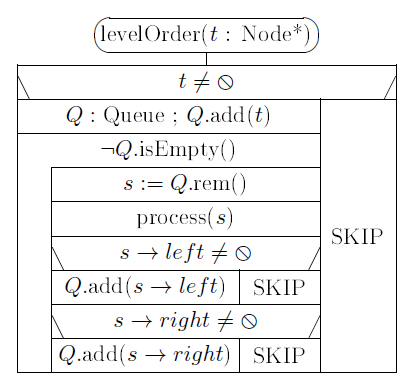 levelOrder(t : Node*)
t ≠ ⦸
Q : Queue ; Q.add(t)
¬Q.isEmpty()
s := Q.rem()
process(s)
SKIP
s → left ≠ ⦸
Q.add(s → left) SKIP
s → right ≠ ⦸
Q.add(s → right) SKIP